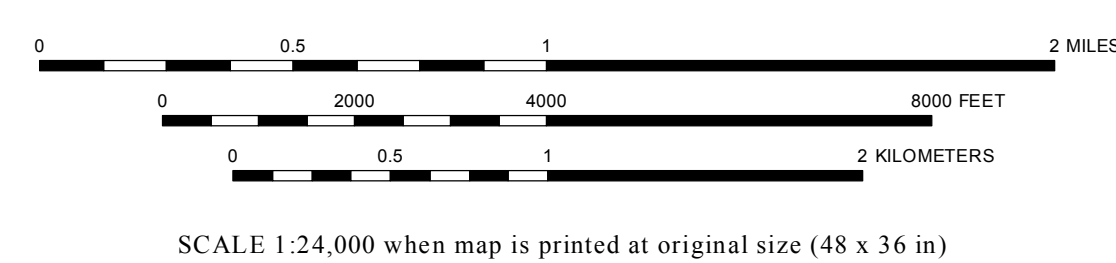 0 0.5 1 2 MILES
0 2000 4000 8000 FEET
0 0.5 1 2 KILOMETERS
SCALE 1:24,000 when map is printed at original size (48 x 36 in)